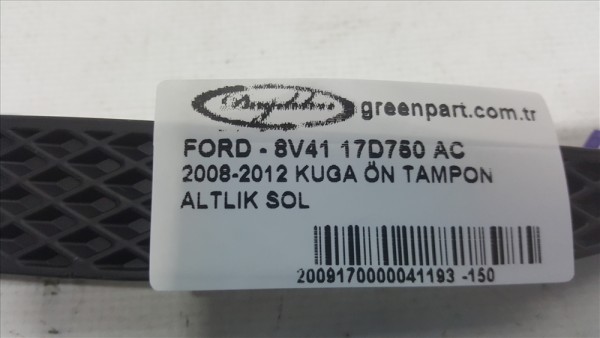 greenpart.com.tr
FORD - 8V41 17D750 AC
2008-2012 KUGA ÖN TAMPON
ALTLIK SOL
2009170000041193 -150